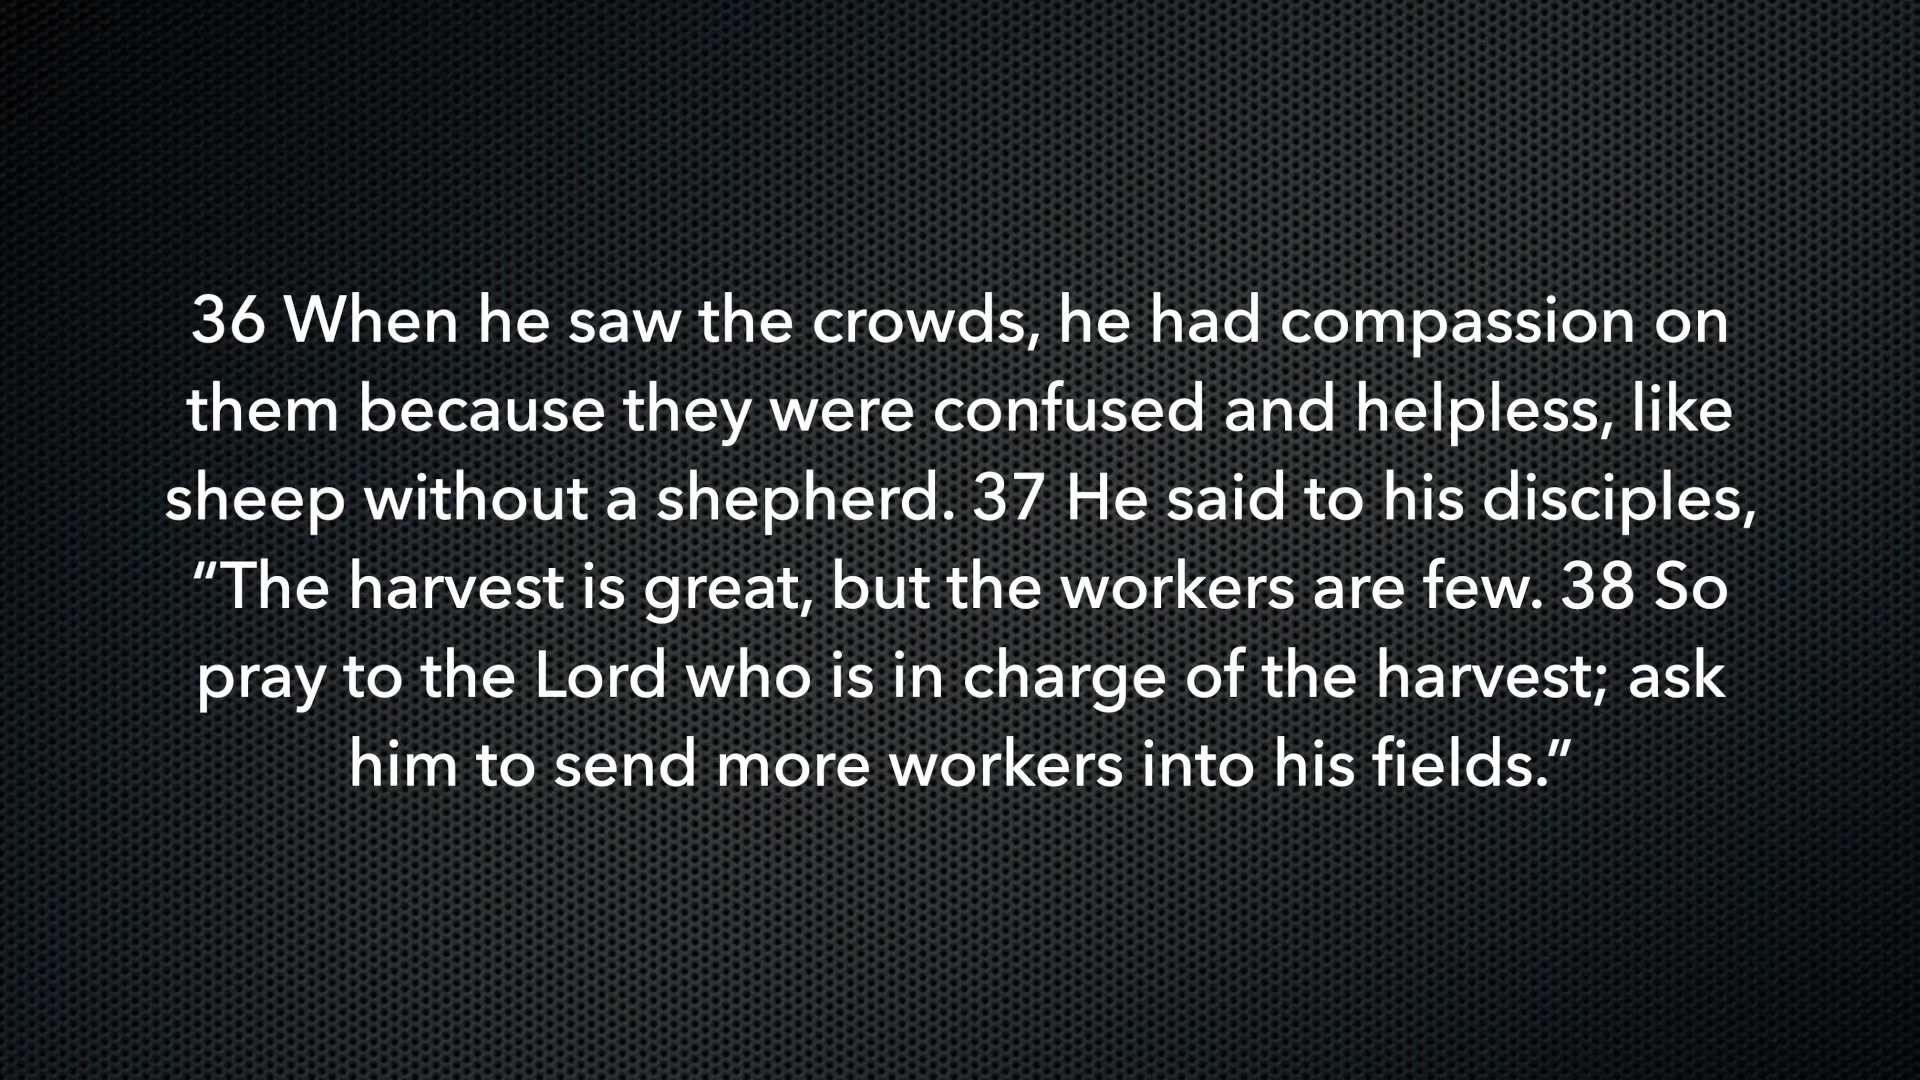 36 When he saw the crowds, he had compassion on
them because they were confused and helpless, like
sheep without a shepherd. 37 He said to his disciples,
“The harvest is great, but the workers are few. 38 So
pray to the Lord who is in charge of the harvest; ask
him to send more workers into his fields.”